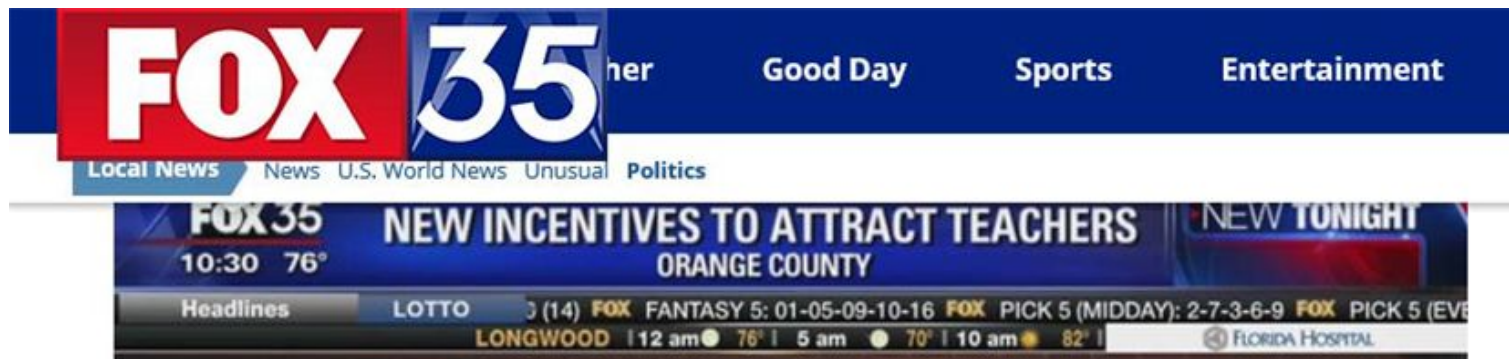 FOX 35 Good Day Sports Entertainment
Local News News U.S. World News Unusual Politics
FOX 35 NEW INCENTIVES TO ATTRACT TEACHERS NEW TONIGHT
10:30 76° ORANGE COUNTY
Headlines LOTTO (14) FOX FANTASY 5: 01-05-09-10-16 FOX PICK 5 (MIDDAY): 2-7-3-6-9 FOX PICK 5 (EVE
LONGWOOD 12 am 76° 5 am 70° 10 am 82° FLORIDA HOSPITAL